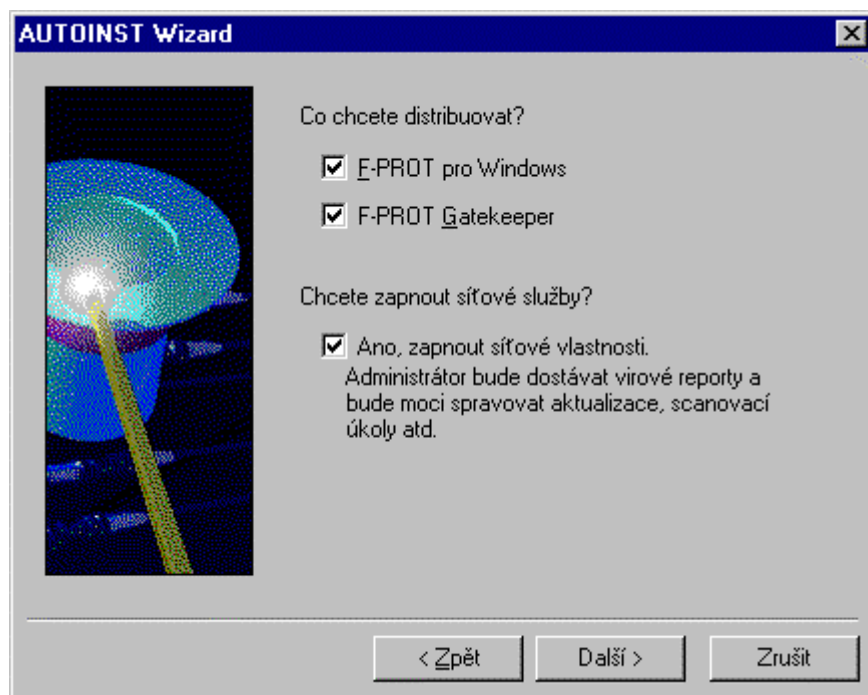 AUTOINST Wizard
Co chcete distribuovat?
F-PROT pro Windows
F-PROT Gatekeeper
Chcete zapnout síťové služby?
Ano, zapnout síťové vlastnosti.
Administrátor bude dostávat virové reporty a
bude moci spravovat aktualizace, scanovací
úkoly atd.
< Zpět
Další >
Zrušit